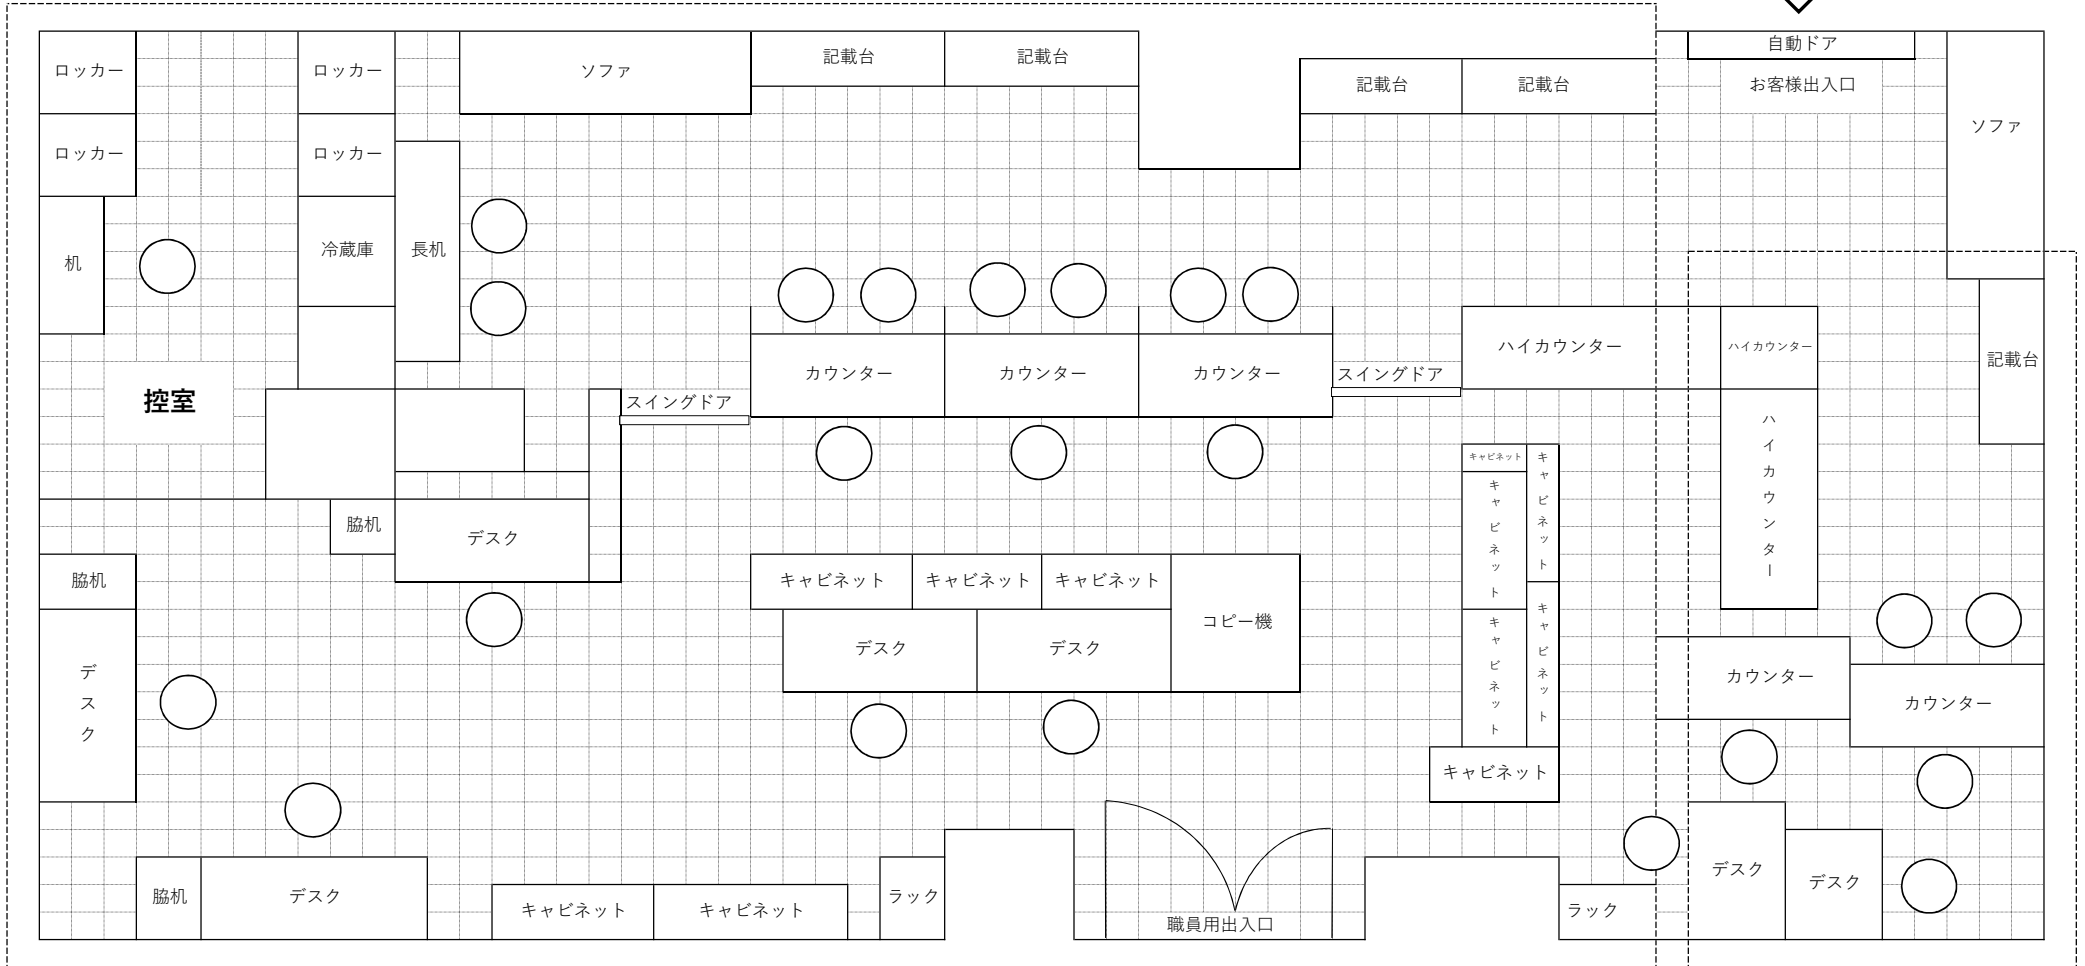 自動ドア
ロッカー
ロッカー
ソファ
記載台
記載台
記載台
記載台
お客様出入口
ソファ
ロッカー
ロッカー
机
冷蔵庫
長机
ハイカウンター
ハイカウンター
記載台
カウンター
カウンター
カウンター
スイングドア
スイングドア
控室
ハイカウンター
キャビネット
キャビネット
キャビネット
脇机
デスク
脇机
キャビネット
キャビネット
キャビネット
コピー機
キャビネット
キャビネット
デスク
デスク
デスク
カウンター
カウンター
キャビネット
デスク
デスク
脇机
デスク
キャビネット
キャビネット
ラック
ラック
職員用出入口